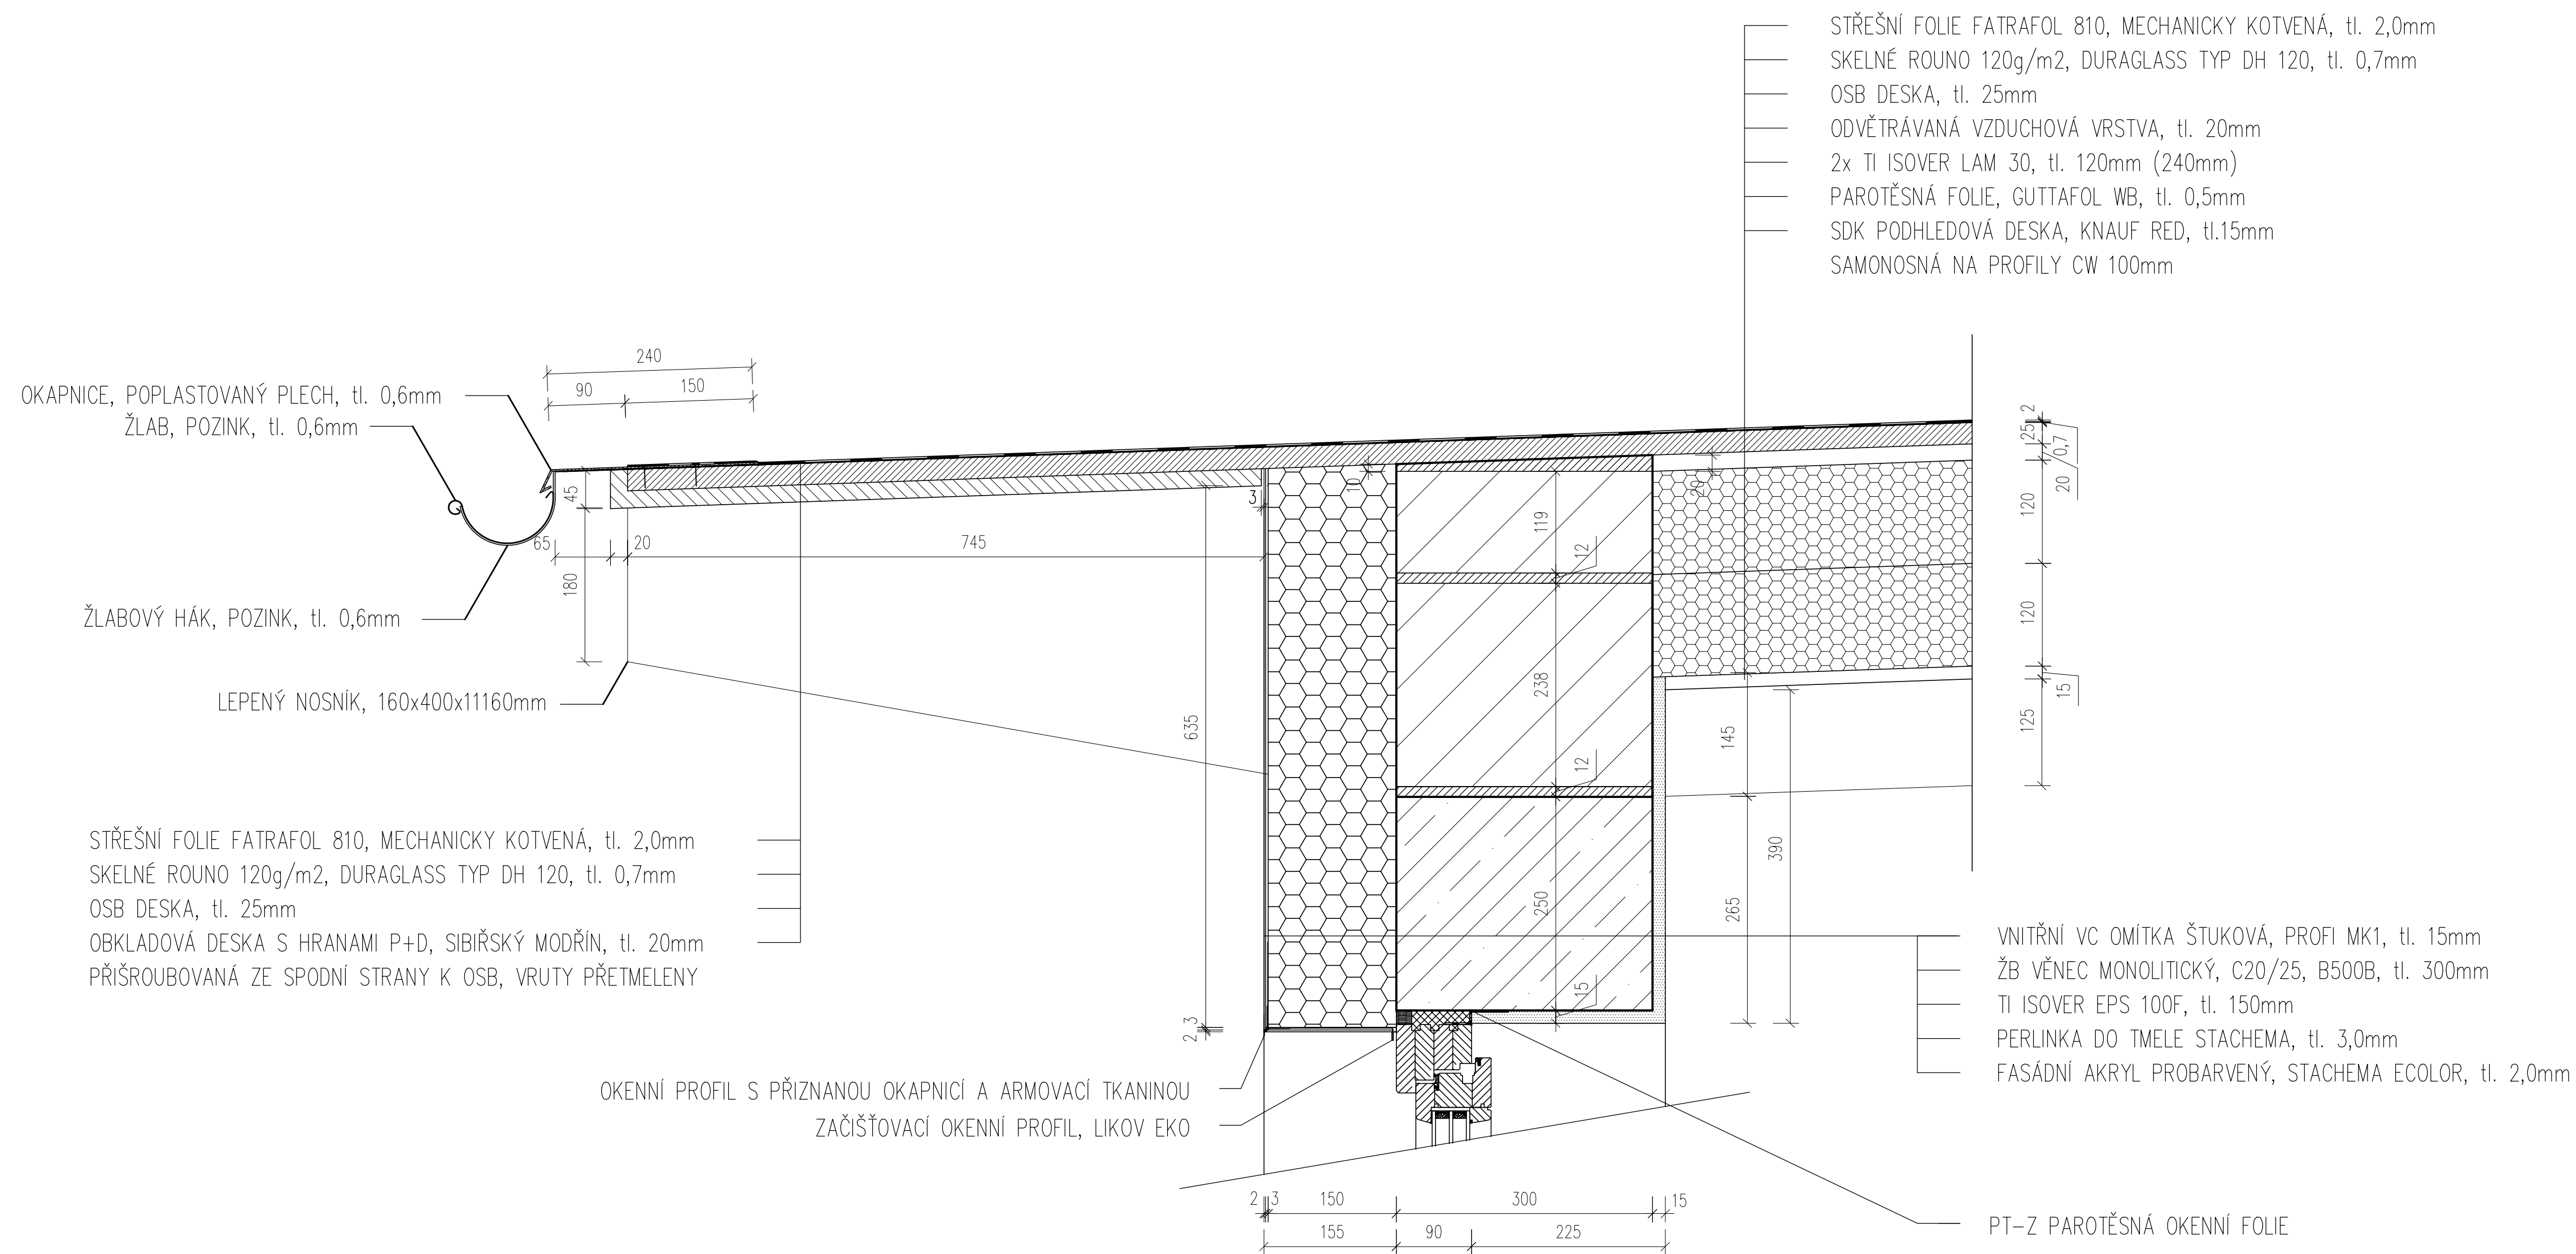 STŘEŠNÍ FOLIE FATRAFOL 810, MECHANICKY KOTVENÁ, tl. 2,0mm
SKELNÉ ROUNO 120g/m2, DURAGLASS TYP DH 120, tl. 0,7mm
OSB DESKA, tl. 25mm
ODVĚTRÁVANÁ VZDUCHOVÁ VRSTVA, tl. 20mm
2x TI ISOVER LAM 30, tl. 120mm (240mm)
PAROTĚSNÁ FOLIE, GUTTAFOL WB, tl. 0,5mm
SDK PODHLEDOVÁ DESKA, KNAUF RED, tl.15mm
SAMONOSNÁ NA PROFILY CW 100mm
240
90 150
OKAPNICE, POPLASTOVANÝ PLECH, tl. 0,6mm
ŽLAB, POZINK, tl. 0,6mm
2
25
0,7
20
120
120
15
125
45
10
3
20
119
12
65 20 745
180
ŽLABOVÝ HÁK, POZINK, tl. 0,6mm
LEPENÝ NOSNÍK, 160x400x11160mm
635
238
12
145
390
265
250
15
STŘEŠNÍ FOLIE FATRAFOL 810, MECHANICKY KOTVENÁ, tl. 2,0mm
SKELNÉ ROUNO 120g/m2, DURAGLASS TYP DH 120, tl. 0,7mm
OSB DESKA, tl. 25mm
OBKLADOVÁ DESKA S HRANAMI P+D, SIBIŘSKÝ MODŘÍN, tl. 20mm
PŘIŠROUBOVANÁ ZE SPODNÍ STRANY K OSB, VRUTY PŘETMELENY
VNITŘNÍ VC OMÍTKA ŠTUKOVÁ, PROFI MK1, tl. 15mm
ŽB VĚNEC MONOLITICKÝ, C20/25, B500B, tl. 300mm
TI ISOVER EPS 100F, tl. 150mm
PERLINKA DO TMELE STACHEMA, tl. 3,0mm
FASÁDNÍ AKRYL PROBARVENÝ, STACHEMA ECOLOR, tl. 2,0mm
2 3
OKENNÍ PROFIL S PŘIZNANOU OKAPNICÍ A ARMOVACÍ TKANINOU
ZAČIŠŤOVACÍ OKENNÍ PROFIL, LIKOV EKO
2 3 150 300 15
155 90 225
PT-Z PAROTĚSNÁ OKENNÍ FOLIE